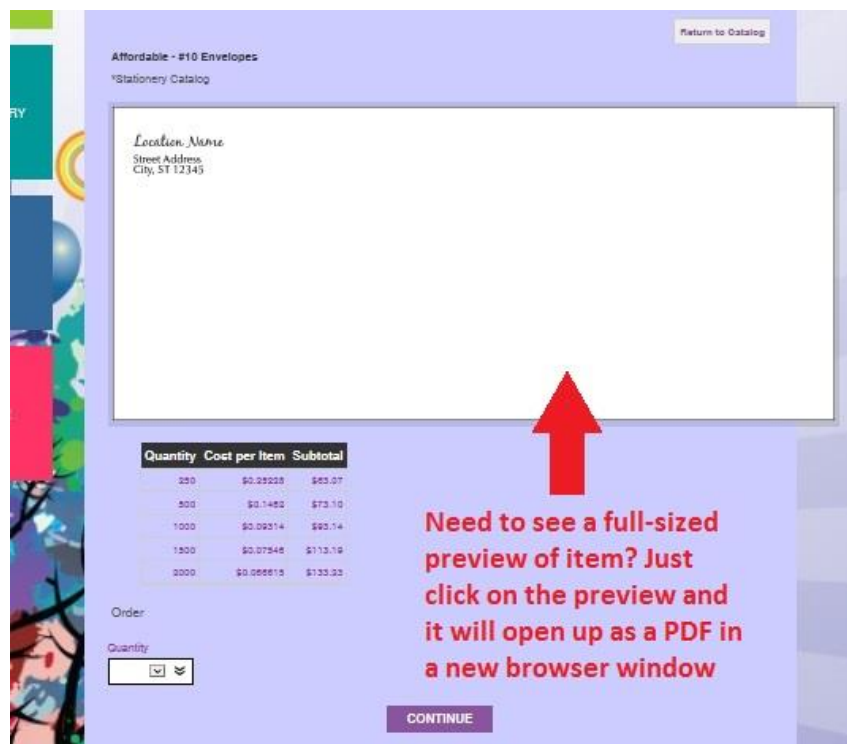 RY
Return to Catalog
Affordable - #10 Envelopes
*Stationery Catalog
Location Name
Street Address
City, ST 12345
Quantity Cost per Item Subtotal
250 $0.25228 $63.07
500 $0.1462 $73.10
1000 $0.09314 $93.14
1500 $0.07546 $113.19
2000 $0.066615 $133.23
Need to see a full-sized
preview of item? Just
click on the preview and
it will open up as a PDF in
a new browser window
Order
Quantity
CONTINUE